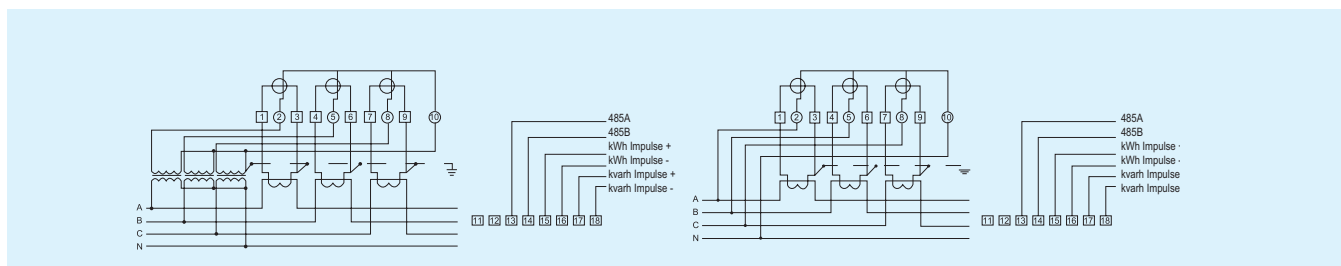 1 2 3 4 5 6 7 8 9 10
485A
485B
kWh Impulse +
kWh Impulse -
kvarh Impulse +
kvarh Impulse -
A
B
C
N
11 12 13 14 15 16 17 18
1 2 3 4 5 6 7 8 9 10
485A
485B
kWh Impulse
kWh Impulse
kvarh Impulse
kvarh Impulse
A
B
C
N
11 12 13 14 15 16 17 18